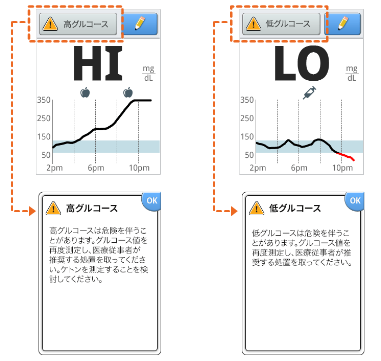 高グルコース
HI
mg
dL
350
250
150
50
2pm
6pm
10pm
OK
高グルコース
高グルコースは危険を伴うこ
とがあります。グルコース値を
再度測定し、医療従事者が
推奨する処置を取ってくださ
い。ケトンを測定することを検
討してください。
低グルコース
LO
mg
dL
350
250
150
50
2pm
6pm
10pm
OK
低グルコース
低グルコースは危険を伴うこ
とがあります。グルコース値を
再度測定し、医療従事者が推
奨する処置を取ってください。